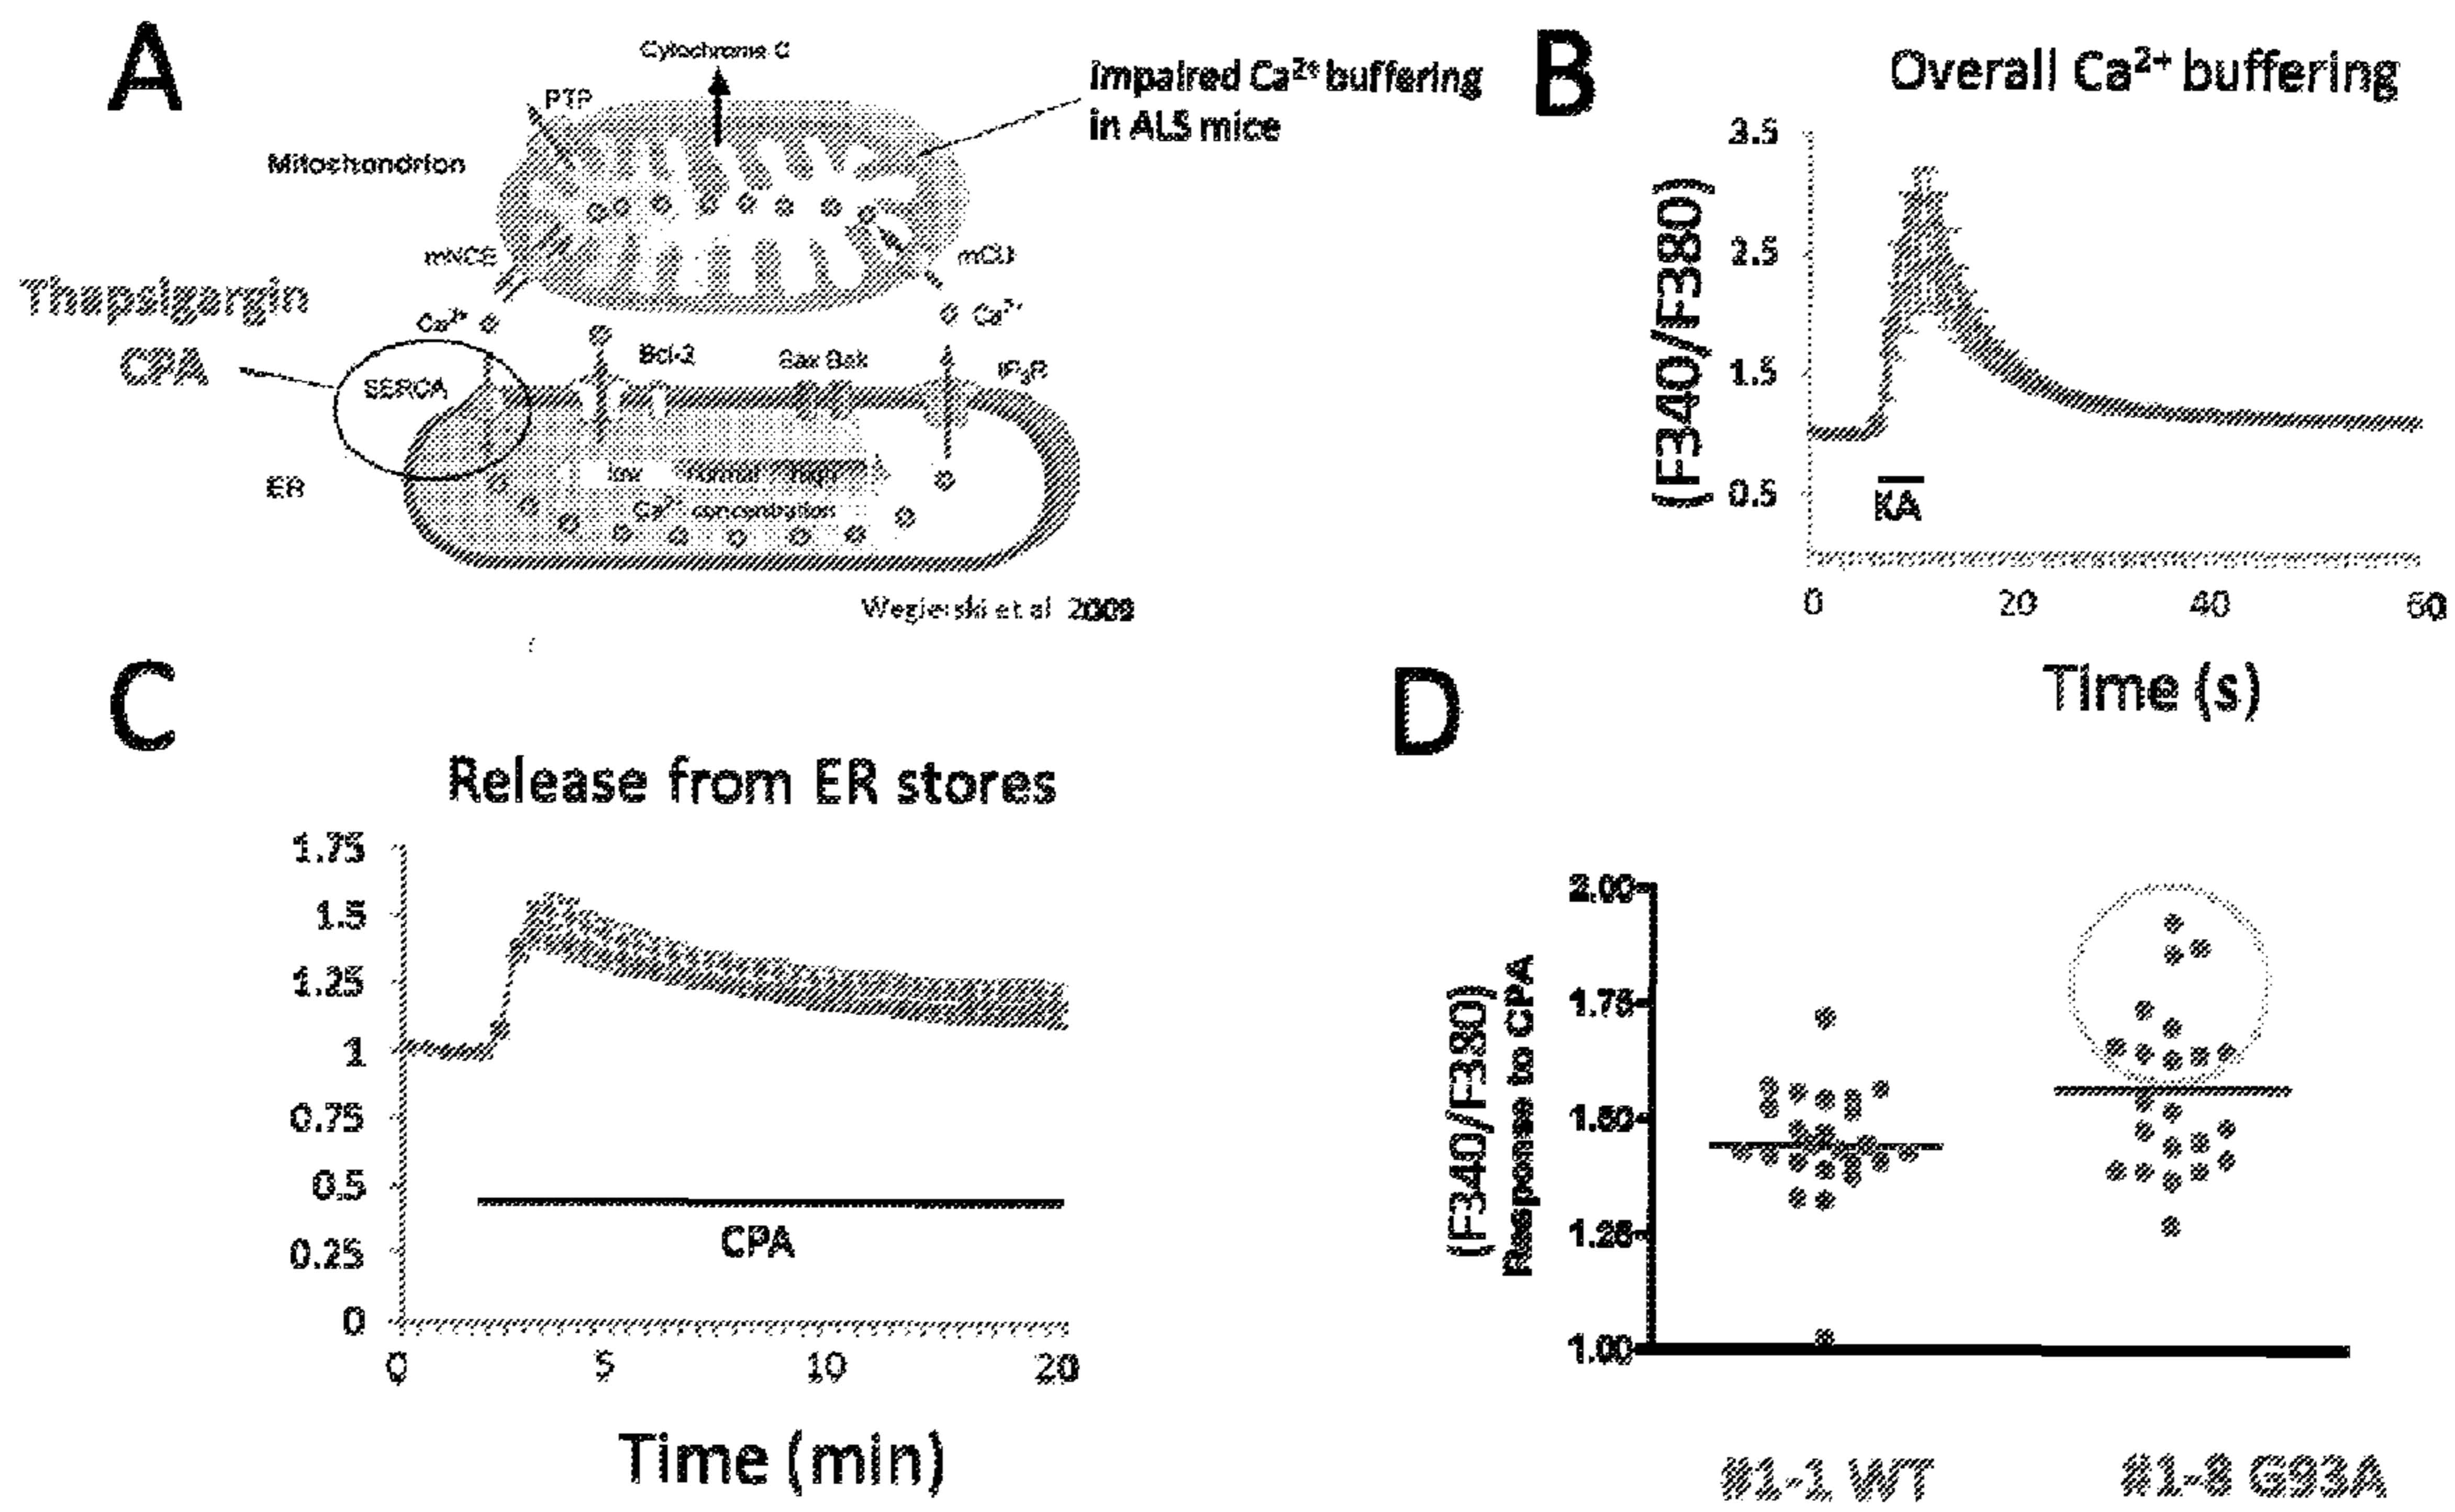 A
Cytochrome C
Impaired Ca²⁺ buffering
in ALS mice
PTP
Mitochondrion
mNCE
mCU
Thapsigargin
CPA
Ca²⁺
Ca²⁺
Bcl-2
Bax Bak
IP₃R
SERCA
ER
low normal high
Ca²⁺ concentration
Wegierski et al 2009
B
Overall Ca²⁺ buffering
(F340/F380)
3.5
2.5
1.5
0.5
KA
0 20 40 60
Time (s)
C
Release from ER stores
1.75
1.5
1.25
1
0.75
0.5
0.25
0
CPA
0 5 10 20
Time (min)
D
(F340/F380)
Response to CPA
2.00
1.75
1.50
1.25
1.00
#1-1 WT #1-8 G93A